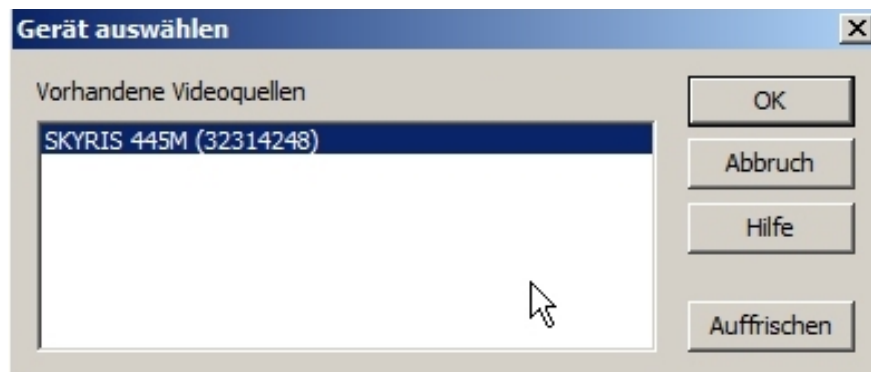 Gerät auswählen
Vorhandene Videoquellen
SKYRIS 445M (32314248)
OK
Abbruch
Hilfe
Auffrischen